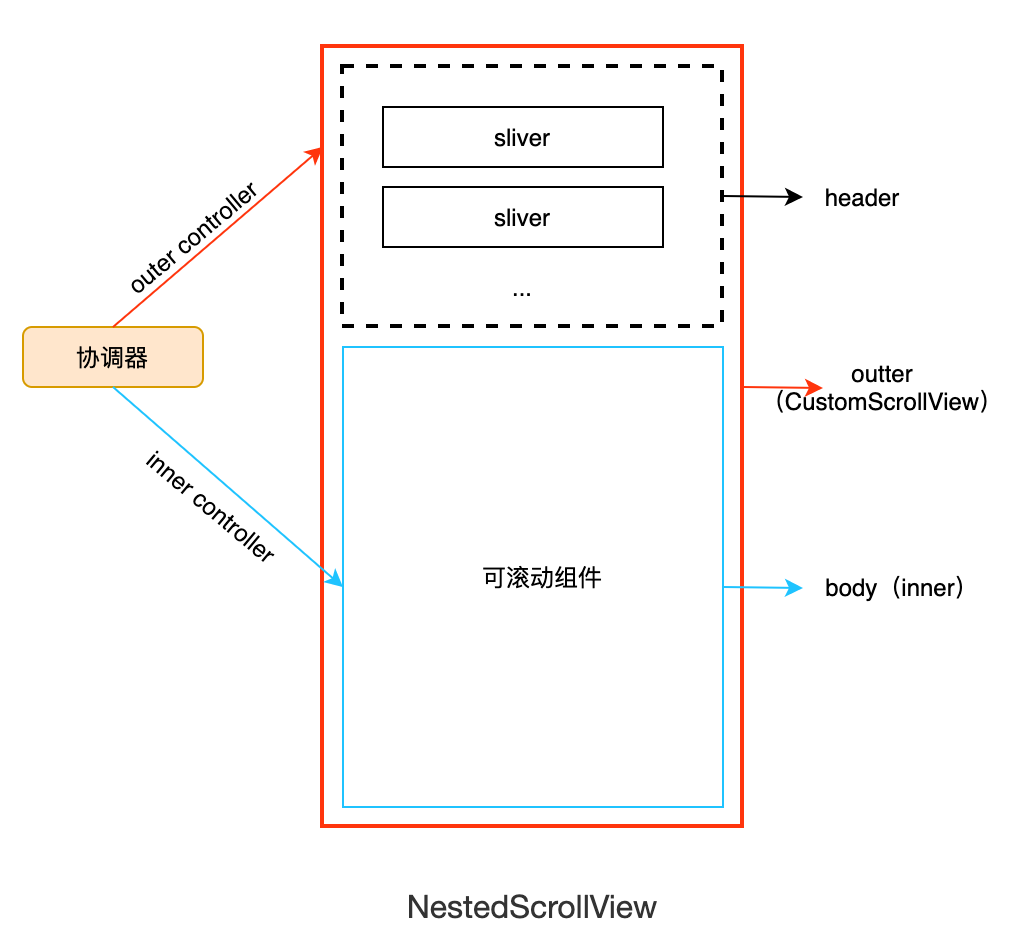 sliver
sliver
...
header
outer controller
协调器
outter
（CustomScrollView）
inner controller
可滚动组件
body（inner）
NestedScrollView